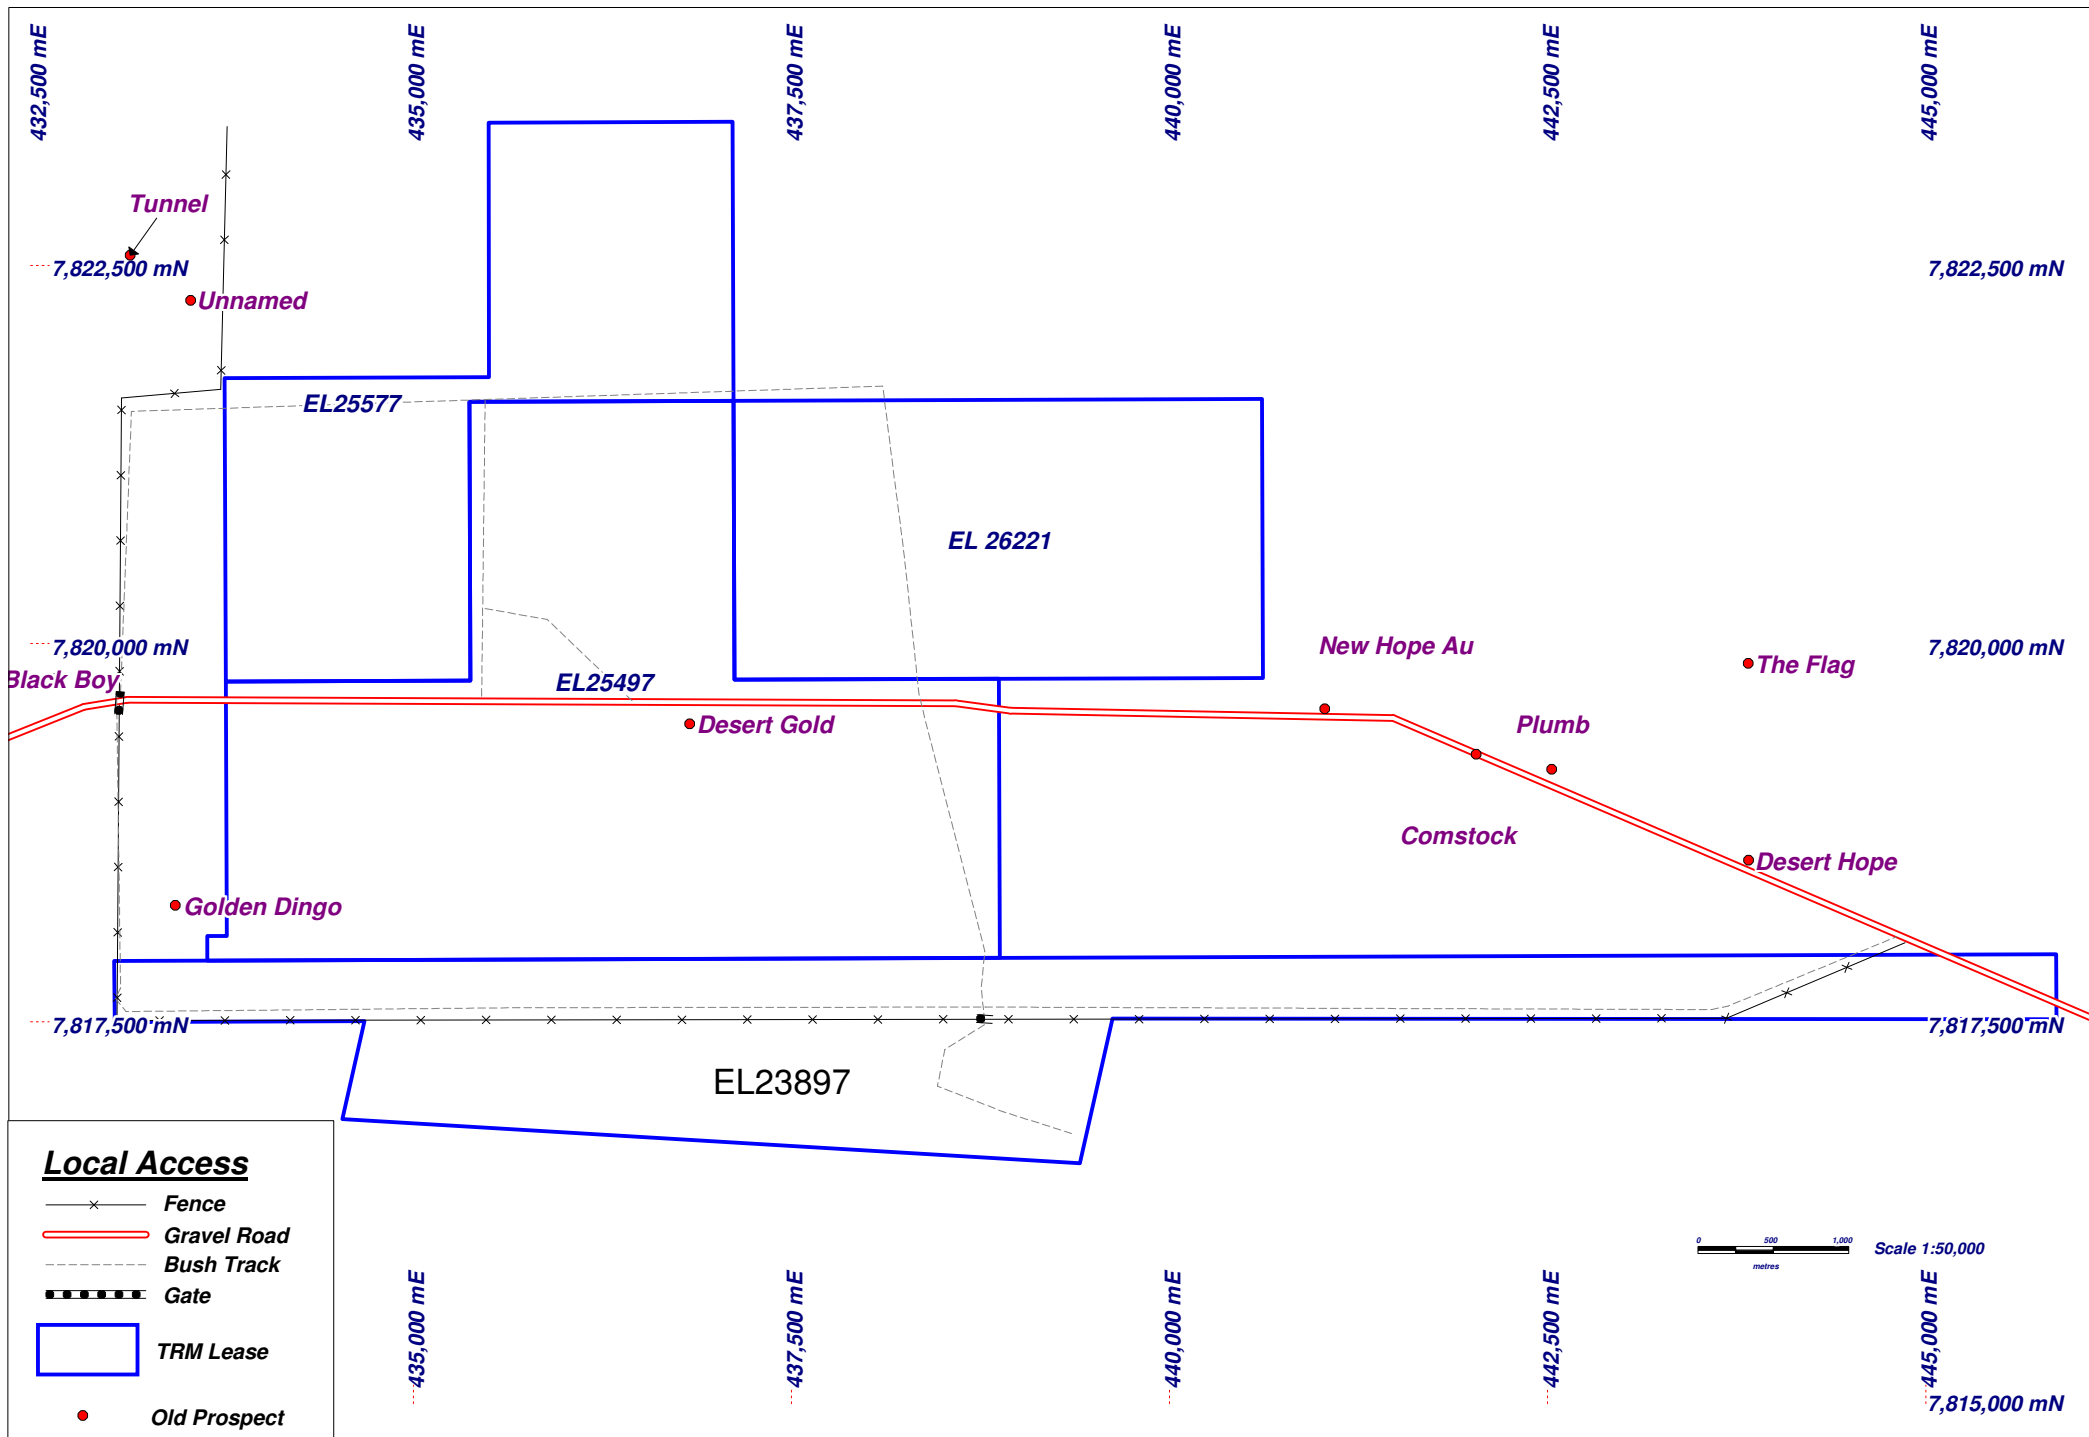 432,500 mE
435,000 mE
437,500 mE
440,000 mE
442,500 mE
445,000 mE
Tunnel
7,822,500 mN
7,822,500 mN
Unnamed
EL25577
EL 26221
7,820,000 mN
New Hope Au
7,820,000 mN
The Flag
Black Boy
EL25497
Desert Gold
Plumb
Comstock
Desert Hope
Golden Dingo
7,817,500 mN
7,817,500 mN
EL23897
Local Access
Fence
Gravel Road
Bush Track
Gate
TRM Lease
Old Prospect
0 500 1,000
metres
Scale 1:50,000
435,000 mE
437,500 mE
440,000 mE
442,500 mE
445,000 mE
7,815,000 mN